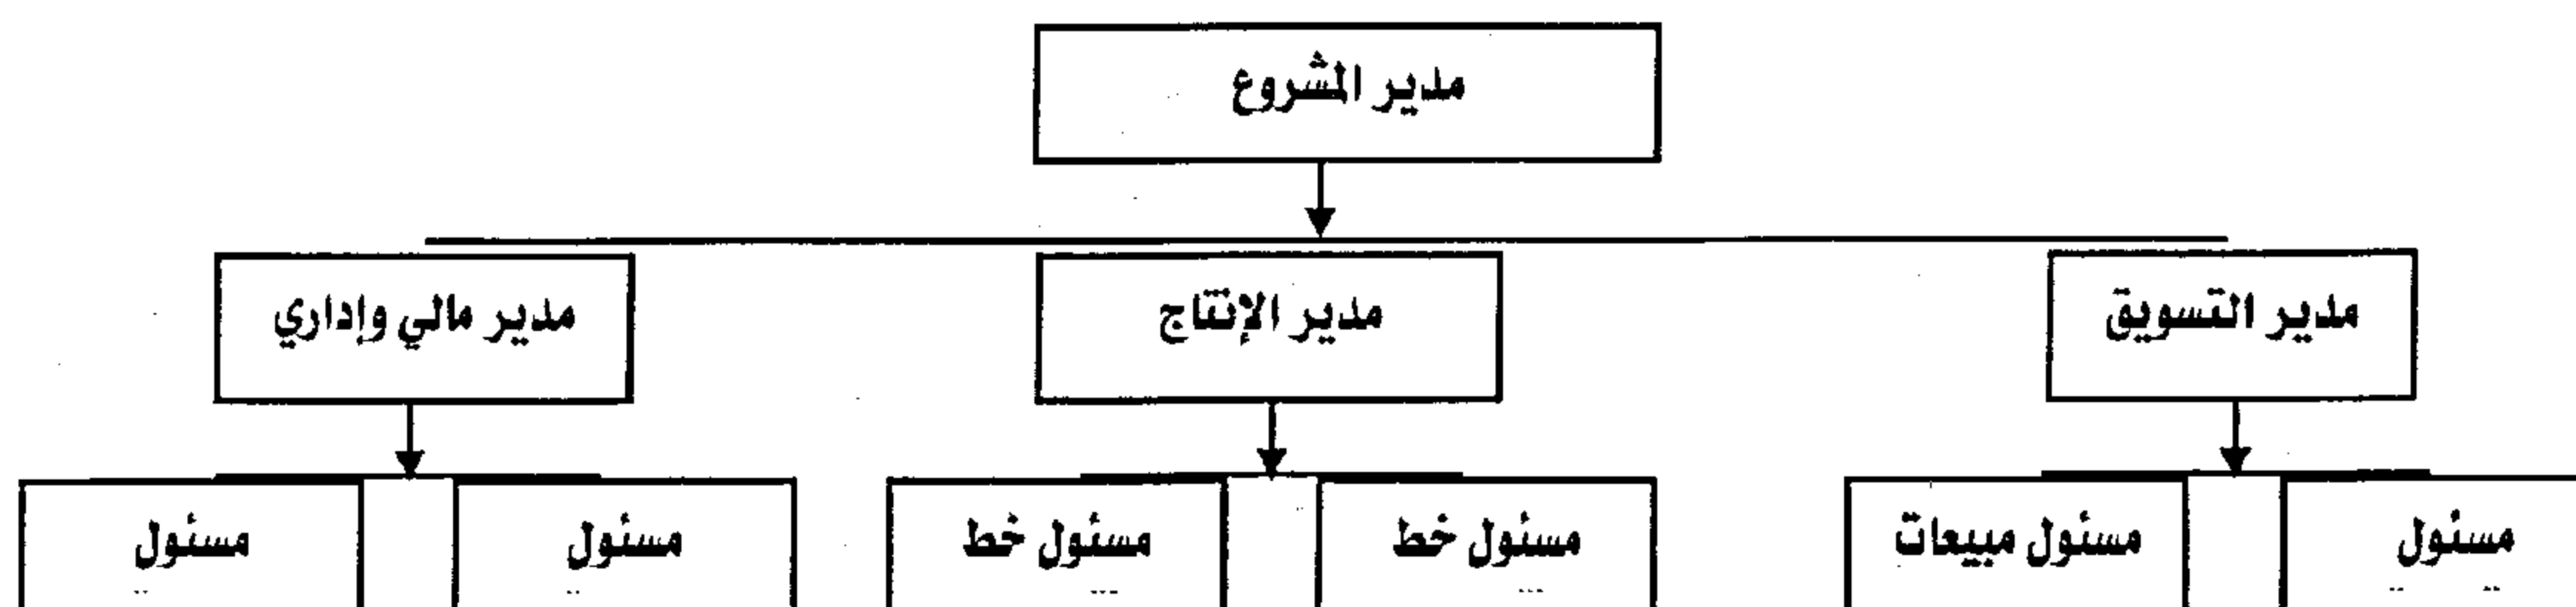 مدير المشروع
مدير التسويق
مدير الإنتاج
مدير مالي وإداري
مسئول
مسئول مبيعات
مسئول خط
مسئول خط
مسئول
مسئول